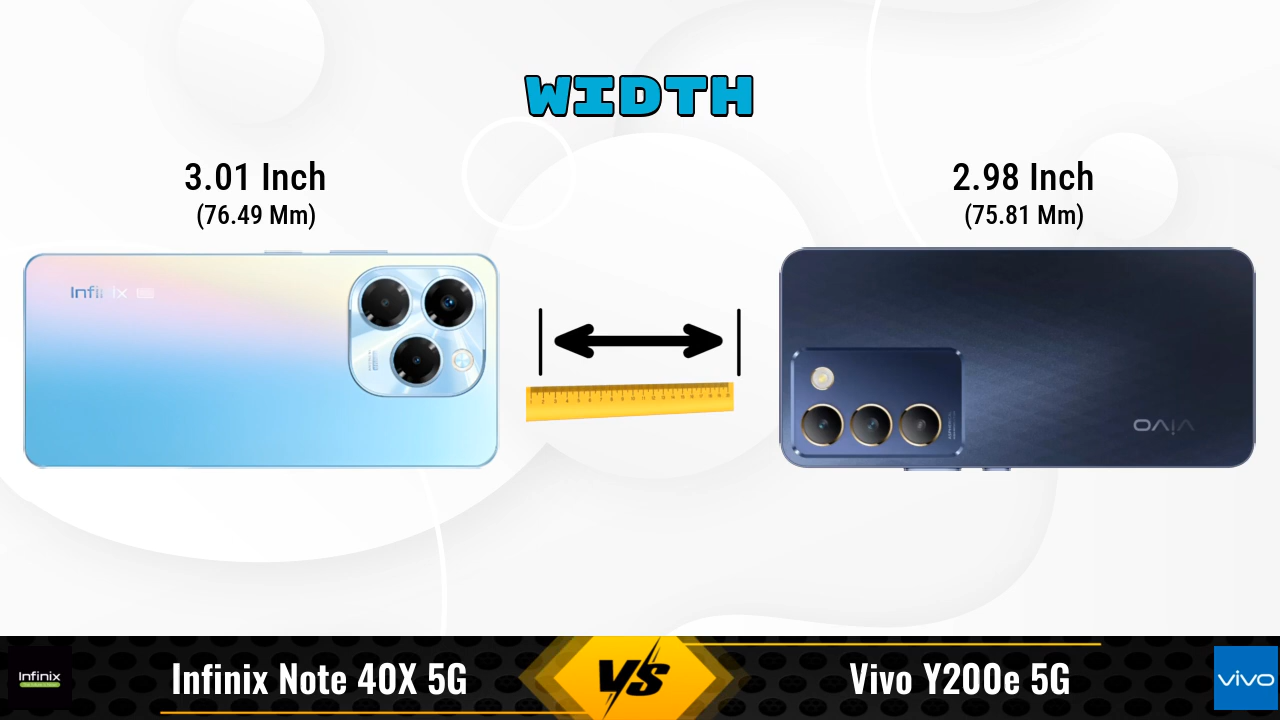 WIDTH
3.01 Inch
(76.49 Mm)
2.98 Inch
(75.81 Mm)
Infinix
vivo
Infinix
Infinix Note 40X 5G
VS
Vivo Y200e 5G
vivo